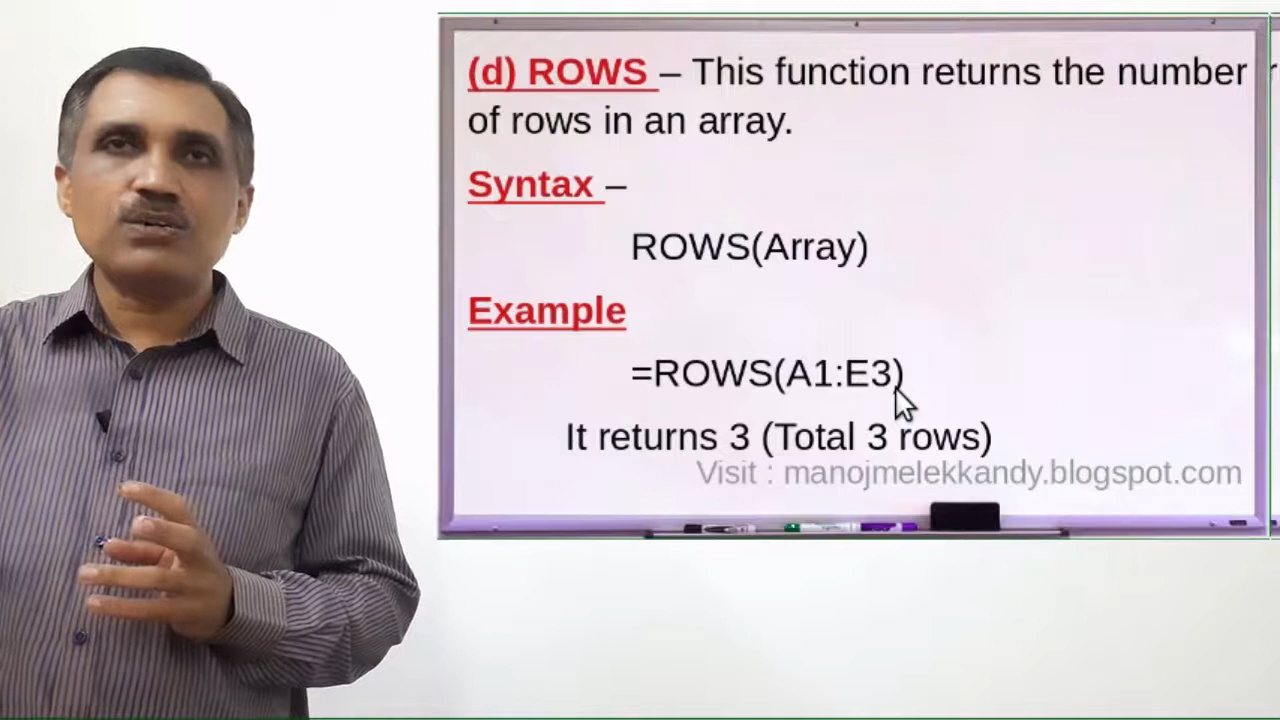 (d) ROWS – This function returns the number
of rows in an array.
Syntax –
ROWS(Array)
Example
=ROWS(A1:E3)
It returns 3 (Total 3 rows)
Visit : manojmelekkandy.blogspot.com